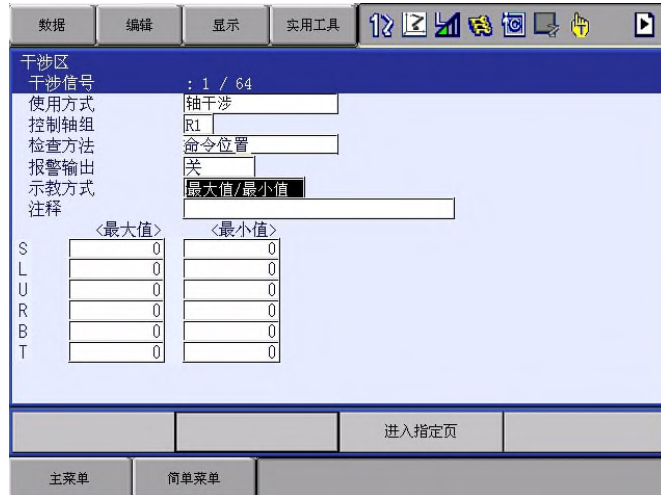 数据 编辑 显示 实用工具
干涉区
干涉信号 : 1 / 64
使用方式 轴干涉
控制轴组 R1
检查方法 命令位置
报警输出 关
示教方式 最大值/最小值
注释
<最大值> <最小值>
S 0 0
L 0 0
U 0 0
R 0 0
B 0 0
T 0 0
进入指定页
主菜单 简单菜单